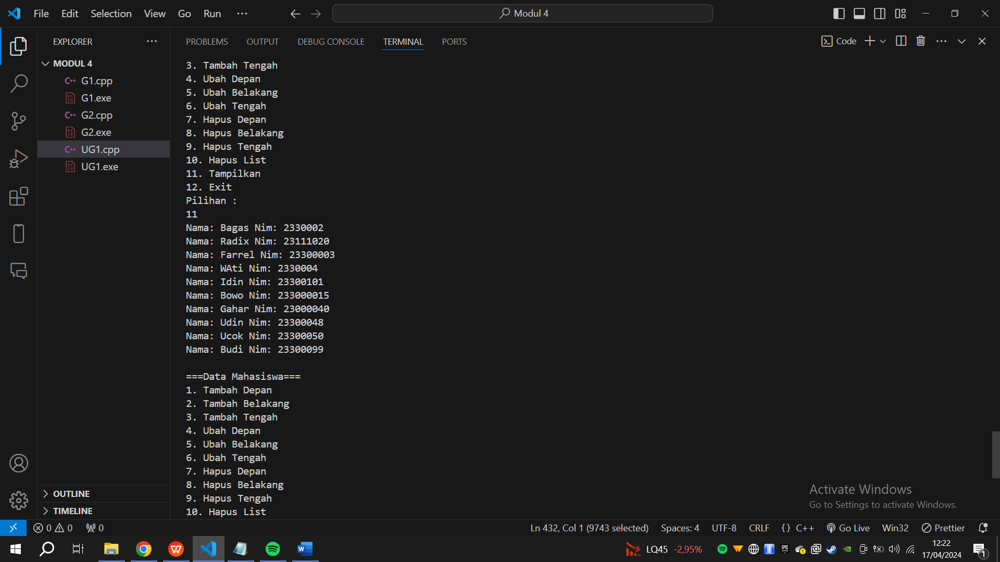 File Edit Selection View Go Run ··· Modul 4
EXPLORER ···
MODUL 4
G1.cpp
G1.exe
G2.cpp
G2.exe
UG1.cpp
UG1.exe
OUTLINE
TIMELINE
PROBLEMS OUTPUT DEBUG CONSOLE TERMINAL PORTS Code
3. Tambah Tengah
4. Ubah Depan
5. Ubah Belakang
6. Ubah Tengah
7. Hapus Depan
8. Hapus Belakang
9. Hapus Tengah
10. Hapus List
11. Tampilkan
12. Exit
Pilihan :
11
Nama: Bagas Nim: 2330002
Nama: Radix Nim: 23111020
Nama: Farrel Nim: 23300003
Nama: WAti Nim: 2330004
Nama: Idin Nim: 23300101
Nama: Bowo Nim: 233000015
Nama: Gahar Nim: 23000040
Nama: Udin Nim: 23300048
Nama: Ucok Nim: 23300050
Nama: Budi Nim: 23300099
===Data Mahasiswa===
1. Tambah Depan
2. Tambah Belakang
3. Tambah Tengah
4. Ubah Depan
5. Ubah Belakang
6. Ubah Tengah
7. Hapus Depan
8. Hapus Belakang
9. Hapus Tengah
10. Hapus List
Activate Windows
Go to Settings to activate Windows.
0 0 0 Ln 432, Col 1 (9743 selected) Spaces: 4 UTF-8 CRLF {} C++ Go Live Win32 Prettier
LQ45 -2,95% 12:22
17/04/2024
1